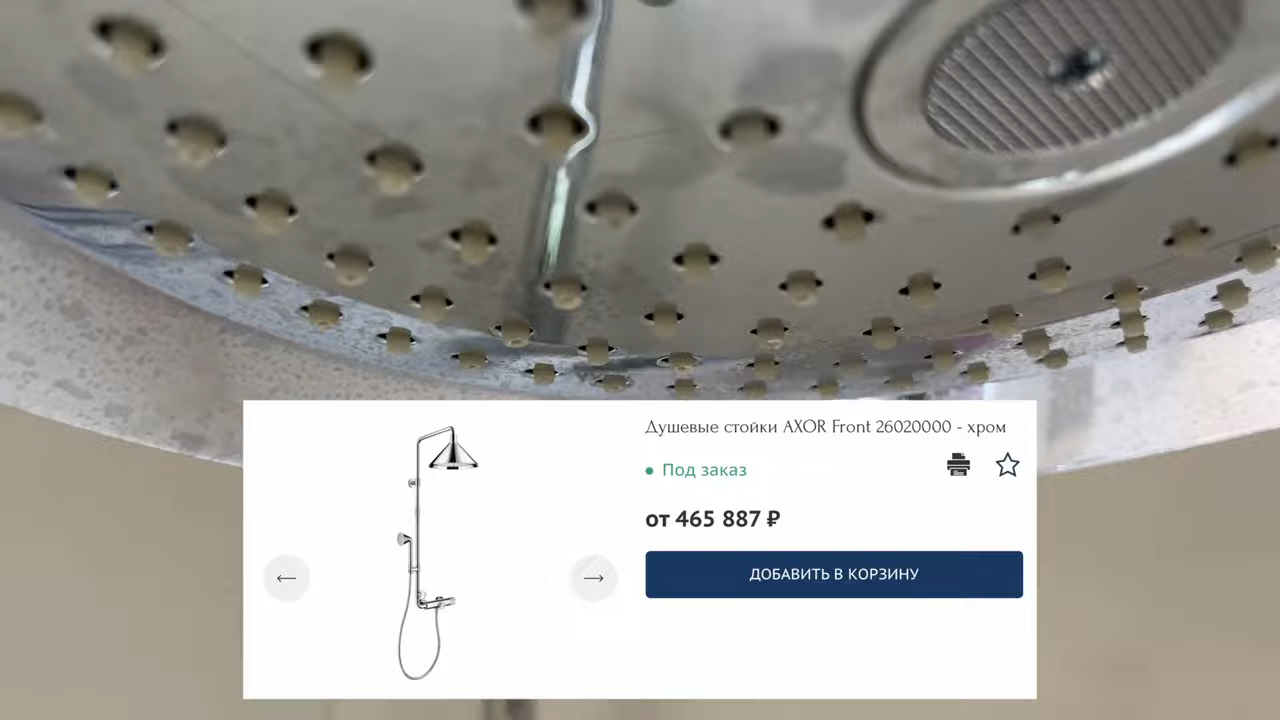 Душевые стойки AXOR Front 26020000 - хром
Под заказ
от 465 887 ₽
ДОБАВИТЬ В КОРЗИНУ